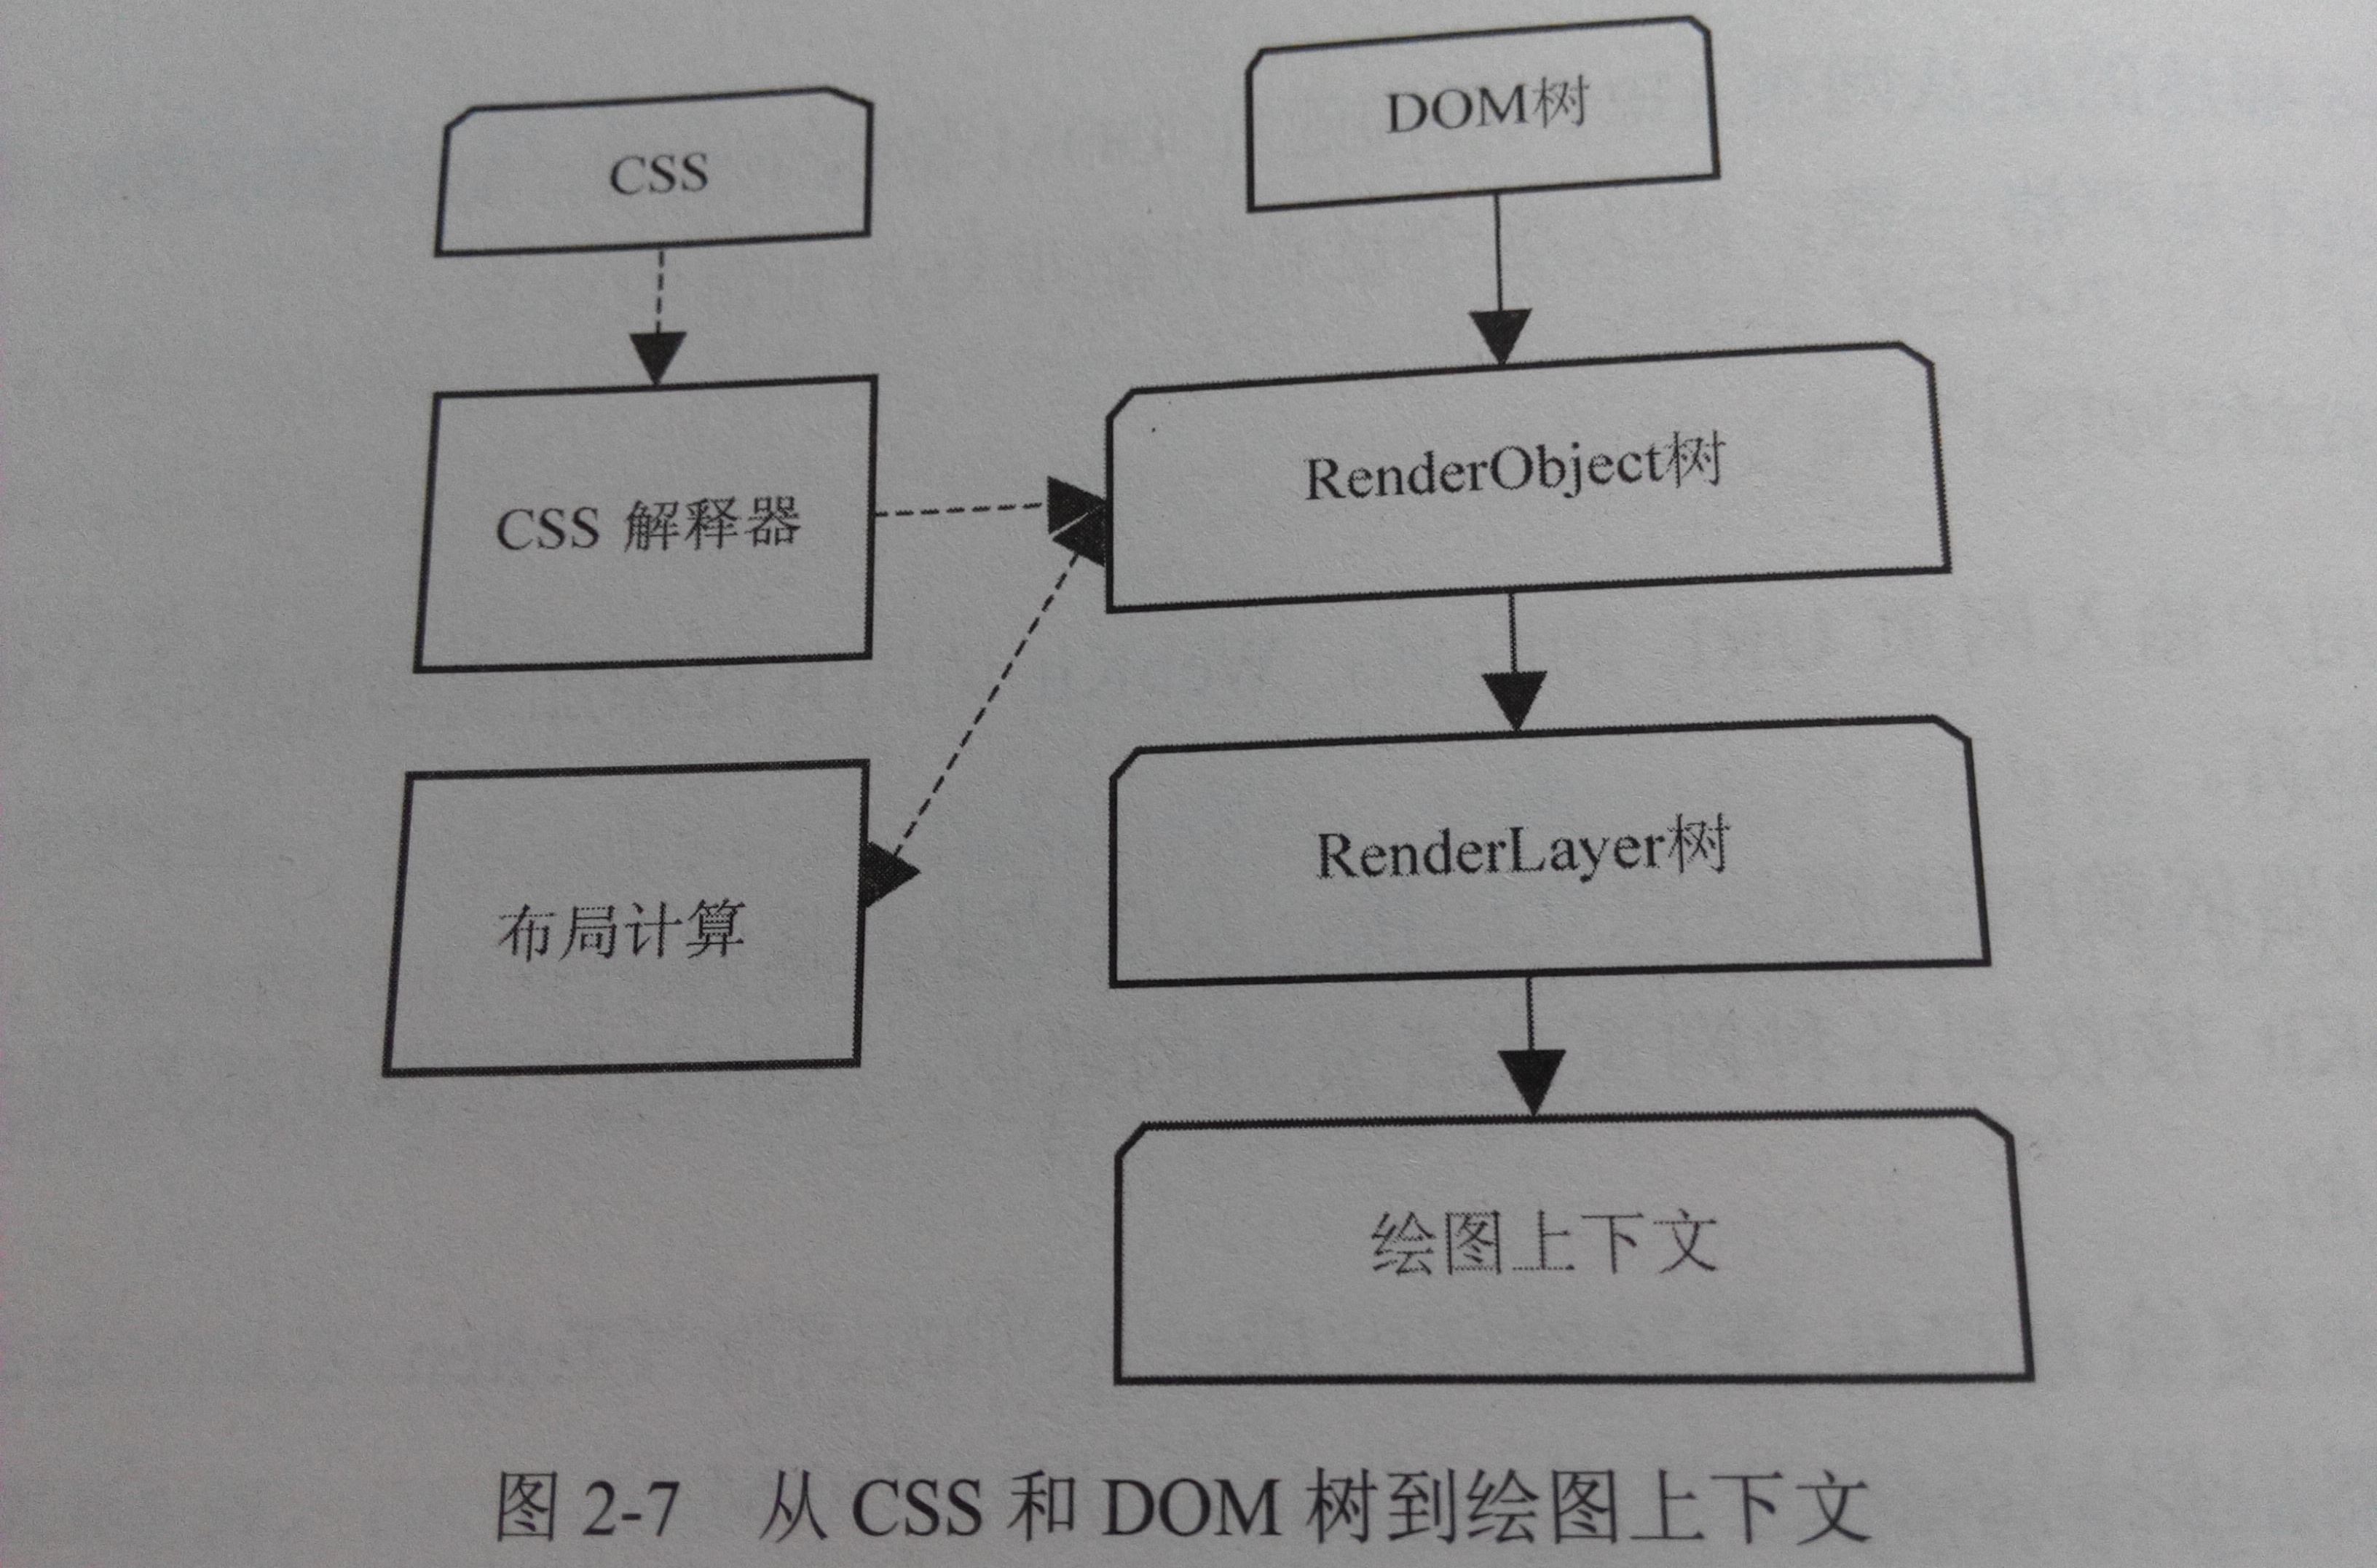 DOM树
CSS
RenderObject树
CSS 解释器
RenderLayer树
布局计算
绘图上下文
图 2-7 从 CSS 和 DOM 树到绘图上下文